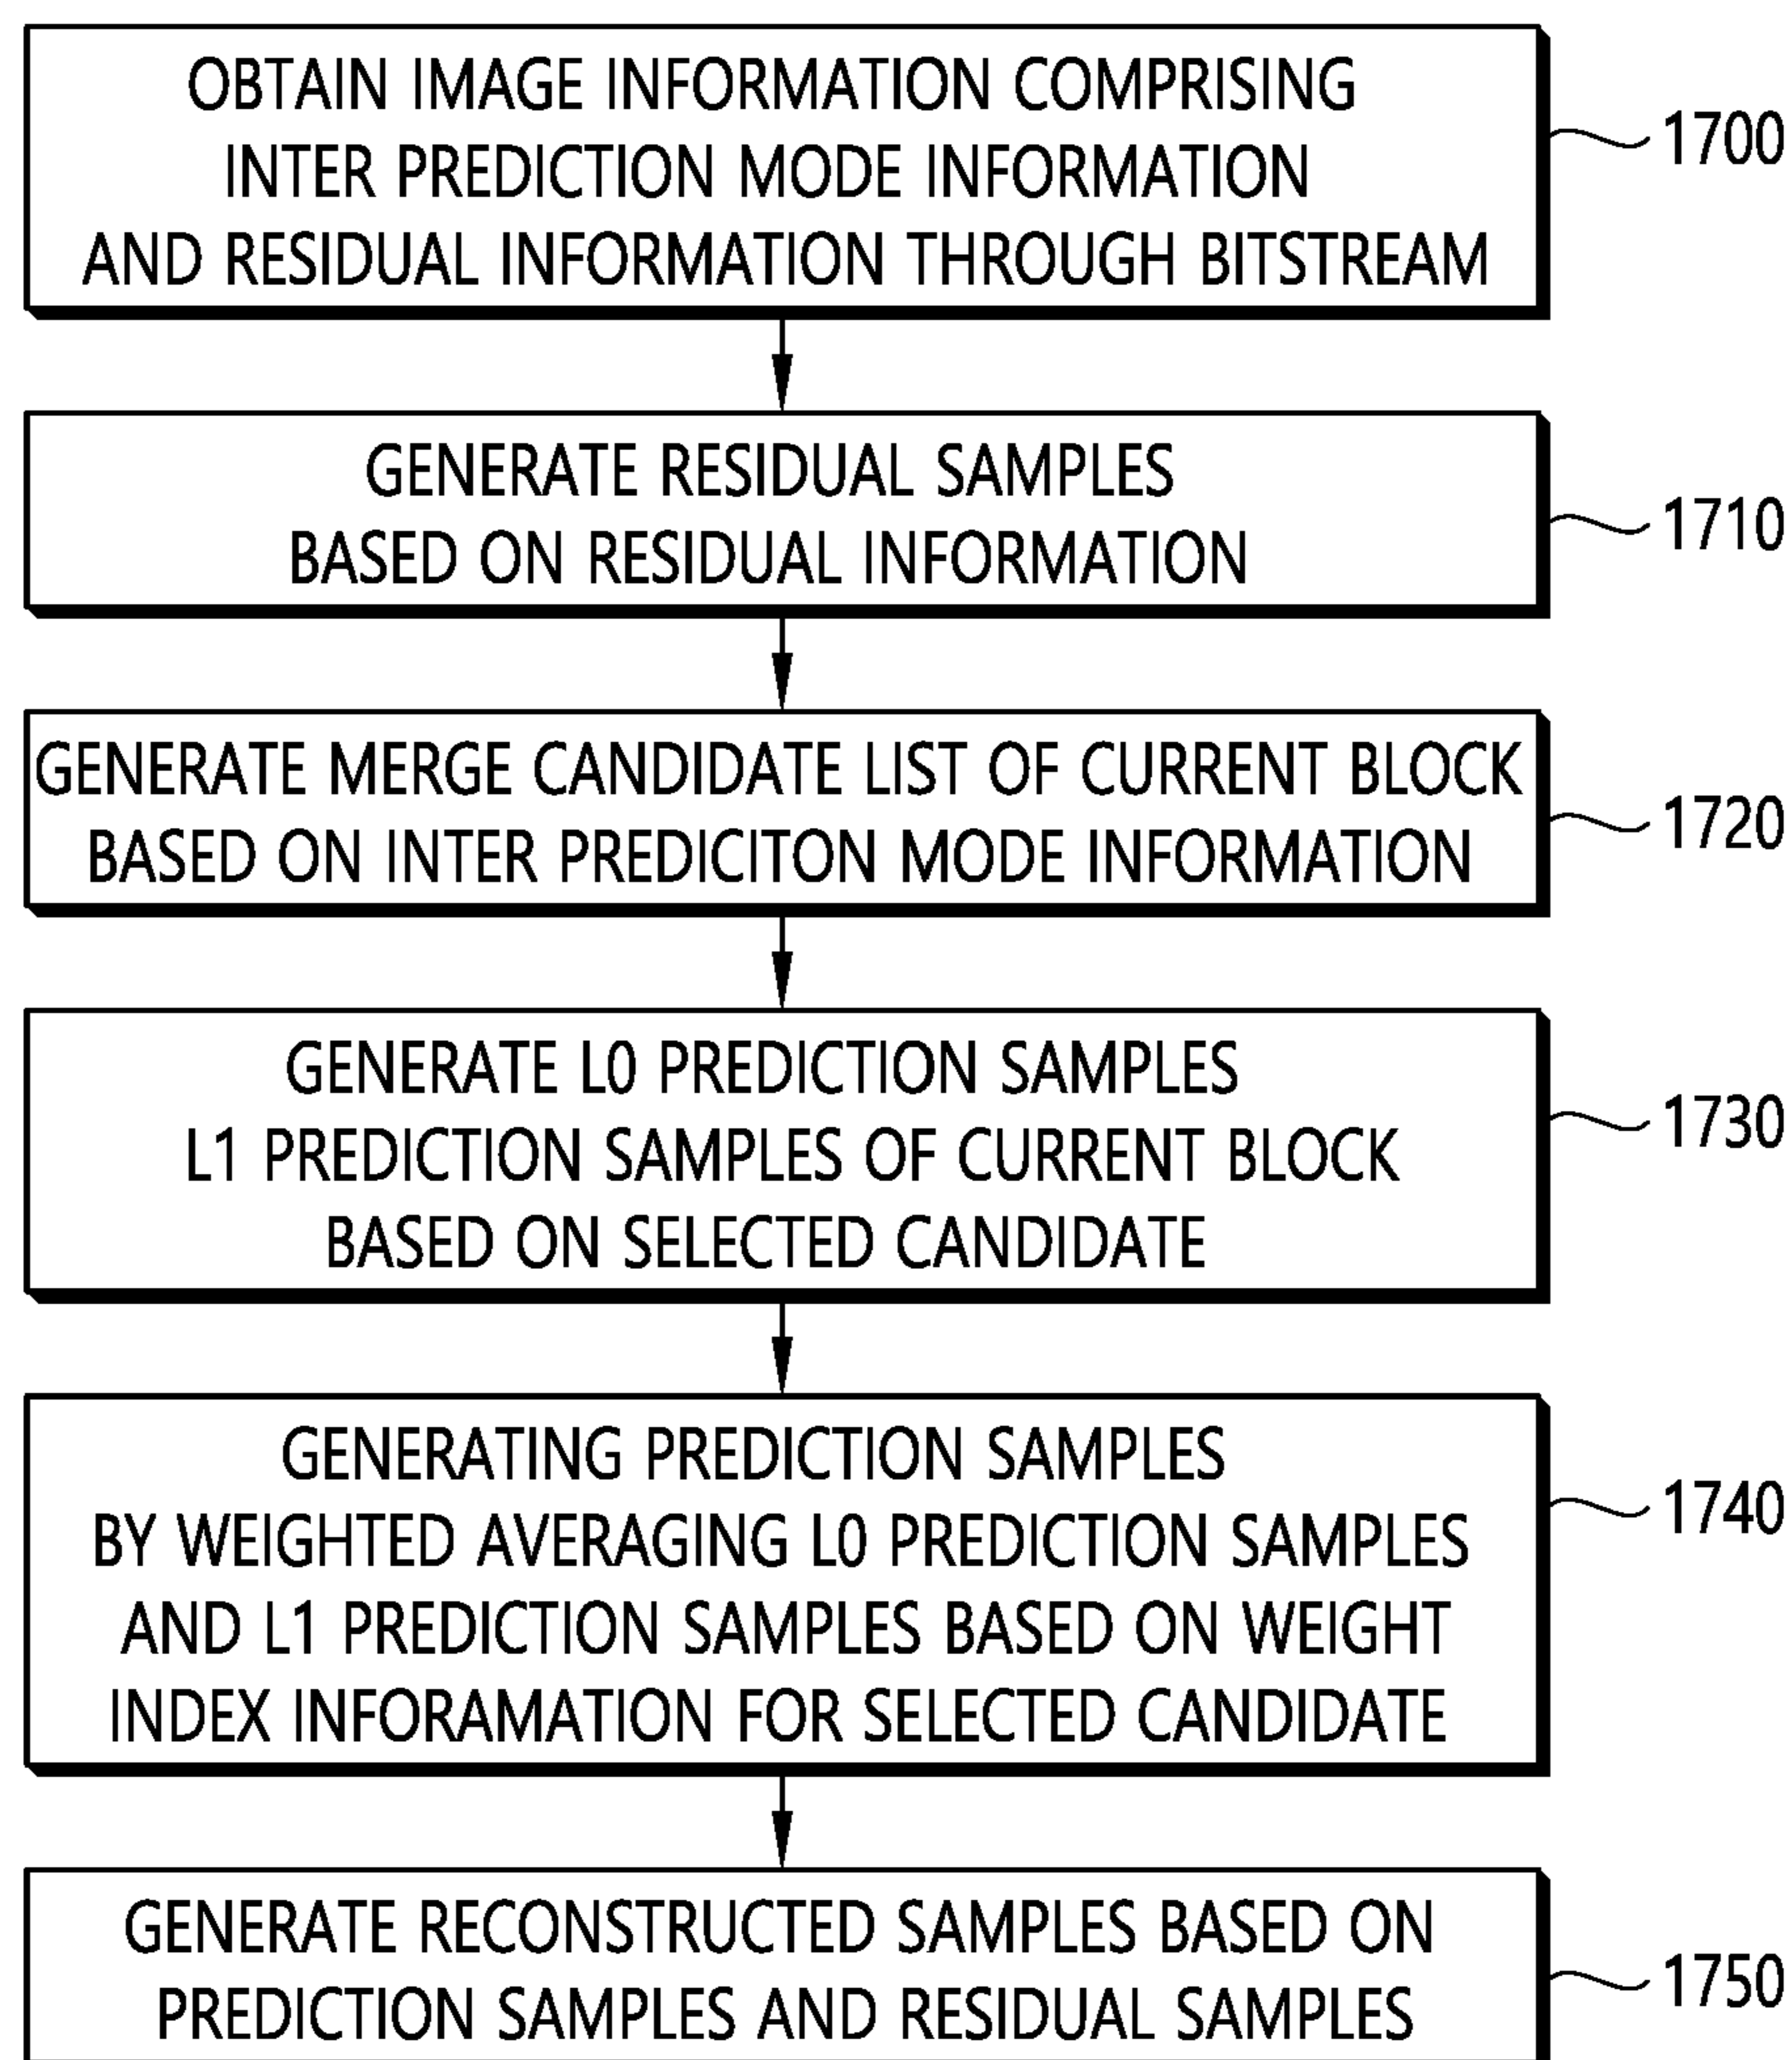 OBTAIN IMAGE INFORMATION COMPRISING
INTER PREDICTION MODE INFORMATION
AND RESIDUAL INFORMATION THROUGH BITSTREAM
1700
GENERATE RESIDUAL SAMPLES
BASED ON RESIDUAL INFORMATION
1710
GENERATE MERGE CANDIDATE LIST OF CURRENT BLOCK
BASED ON INTER PREDICITON MODE INFORMATION
1720
GENERATE L0 PREDICTION SAMPLES
L1 PREDICTION SAMPLES OF CURRENT BLOCK
BASED ON SELECTED CANDIDATE
1730
GENERATING PREDICTION SAMPLES
BY WEIGHTED AVERAGING L0 PREDICTION SAMPLES
AND L1 PREDICTION SAMPLES BASED ON WEIGHT
INDEX INFORAMATION FOR SELECTED CANDIDATE
1740
GENERATE RECONSTRUCTED SAMPLES BASED ON
PREDICTION SAMPLES AND RESIDUAL SAMPLES
1750